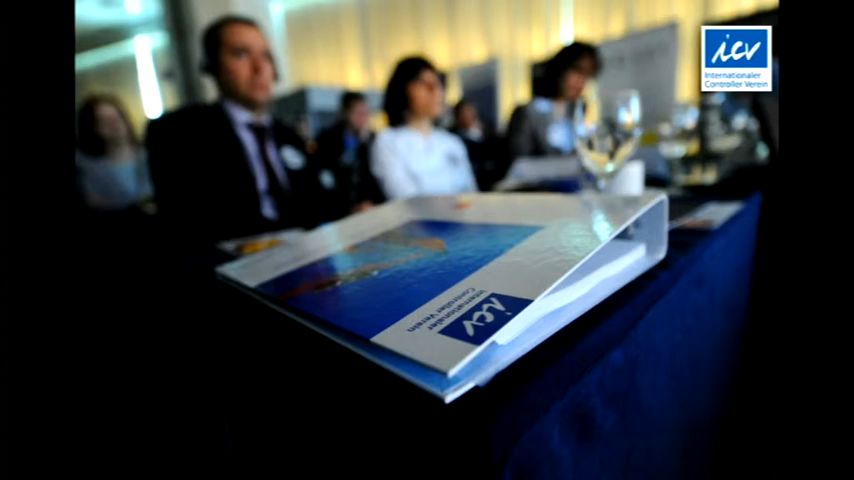 icv
Internationaler
Controller Verein
icv
Internationaler
Controller Verein